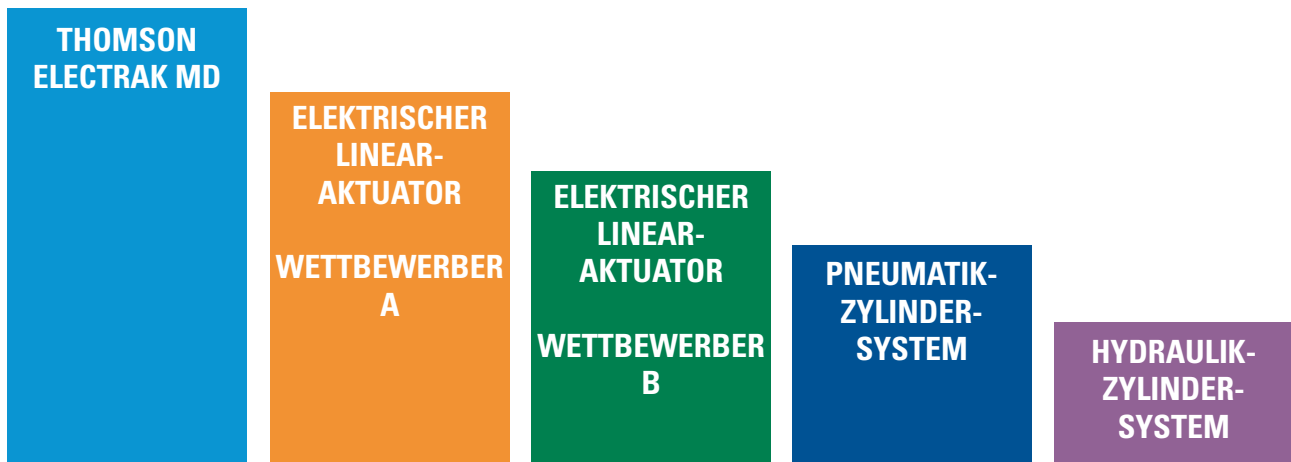 THOMSON
ELECTRAK MD
ELEKTRISCHER
LINEAR-
AKTUATOR
WETTBEWERBER
A
ELEKTRISCHER
LINEAR-
AKTUATOR
WETTBEWERBER
B
PNEUMATIK-
ZYLINDER-
SYSTEM
HYDRAULIK-
ZYLINDER-
SYSTEM